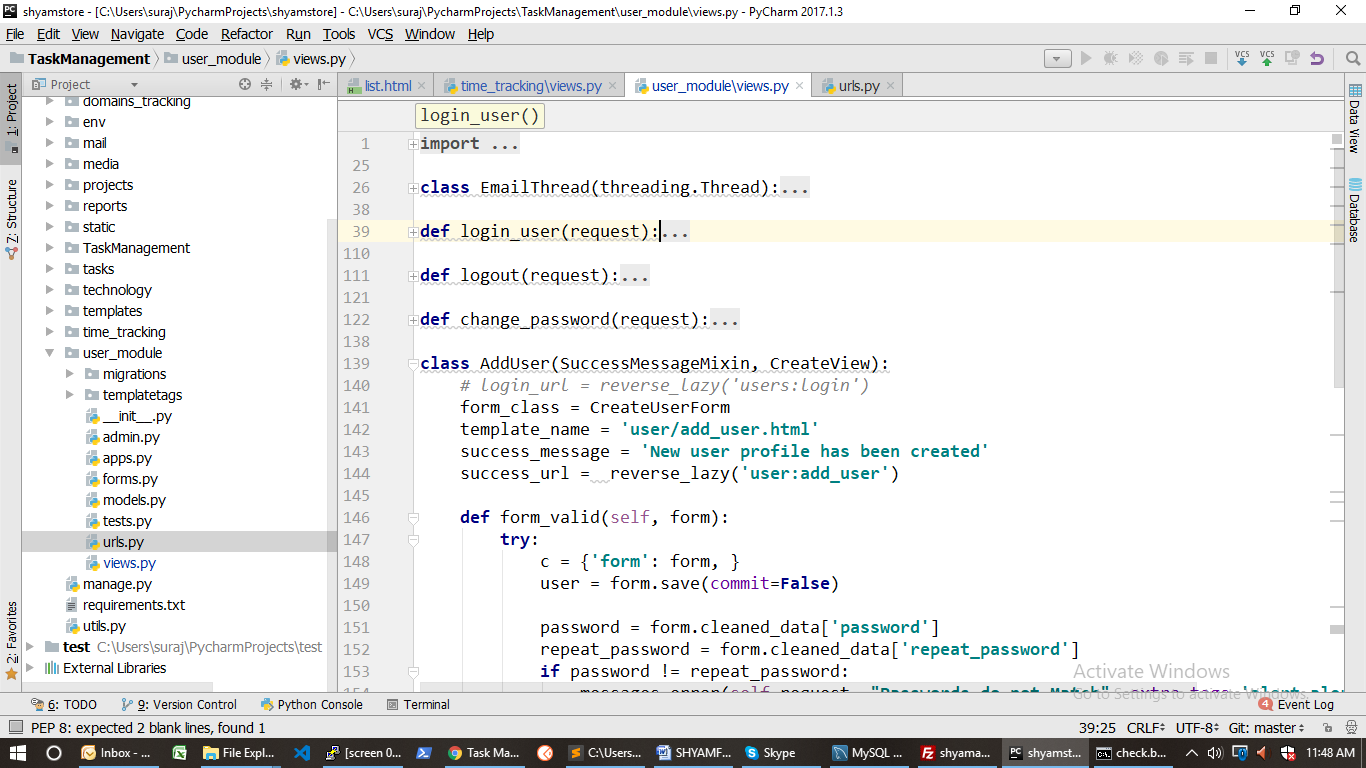 shyamstore - [C:\Users\suraj\PycharmProjects\shyamstore] - C:\Users\suraj\PycharmProjects\TaskManagement\user_module\views.py - PyCharm 2017.1.3
File Edit View Navigate Code Refactor Run Tools VCS Window Help
TaskManagement user_module views.py
VCS VCS
Project
list.html time_tracking\views.py user_module\views.py urls.py
1: Project
Z: Structure
2: Favorites
domains_tracking
env
mail
media
projects
reports
static
TaskManagement
tasks
technology
templates
time_tracking
user_module
migrations
templatetags
__init__.py
admin.py
apps.py
forms.py
models.py
tests.py
urls.py
views.py
manage.py
requirements.txt
utils.py
test C:\Users\suraj\PycharmProjects\test
External Libraries
login_user()
1 import ...
25
26 class EmailThread(threading.Thread):...
38
39 def login_user(request):...
110
111 def logout(request):...
121
122 def change_password(request):...
138
139 class AddUser(SuccessMessageMixin, CreateView):
140 # login_url = reverse_lazy('users:login')
141 form_class = CreateUserForm
142 template_name = 'user/add_user.html'
143 success_message = 'New user profile has been created'
144 success_url =  reverse_lazy('user:add_user')
145
146 def form_valid(self, form):
147 try:
148 c = {'form': form, }
149 user = form.save(commit=False)
150
151 password = form.cleaned_data['password']
152 repeat_password = form.cleaned_data['repeat_password']
153 if password != repeat_password:
154 messages.error(self.request, "Passwords do not Match", extra_tags='alert
Data View
Database
Activate Windows
Go to Settings to activate Windows.
6: TODO 9: Version Control Python Console Terminal 4 Event Log
PEP 8: expected 2 blank lines, found 1 39:25 CRLF UTF-8 Git: master
Inbox - ... File Expl... [screen 0... Task Ma... C:\Users... SHYAMF... Skype MySQL ... shyama... shyamst... check.b... 11:48 AM